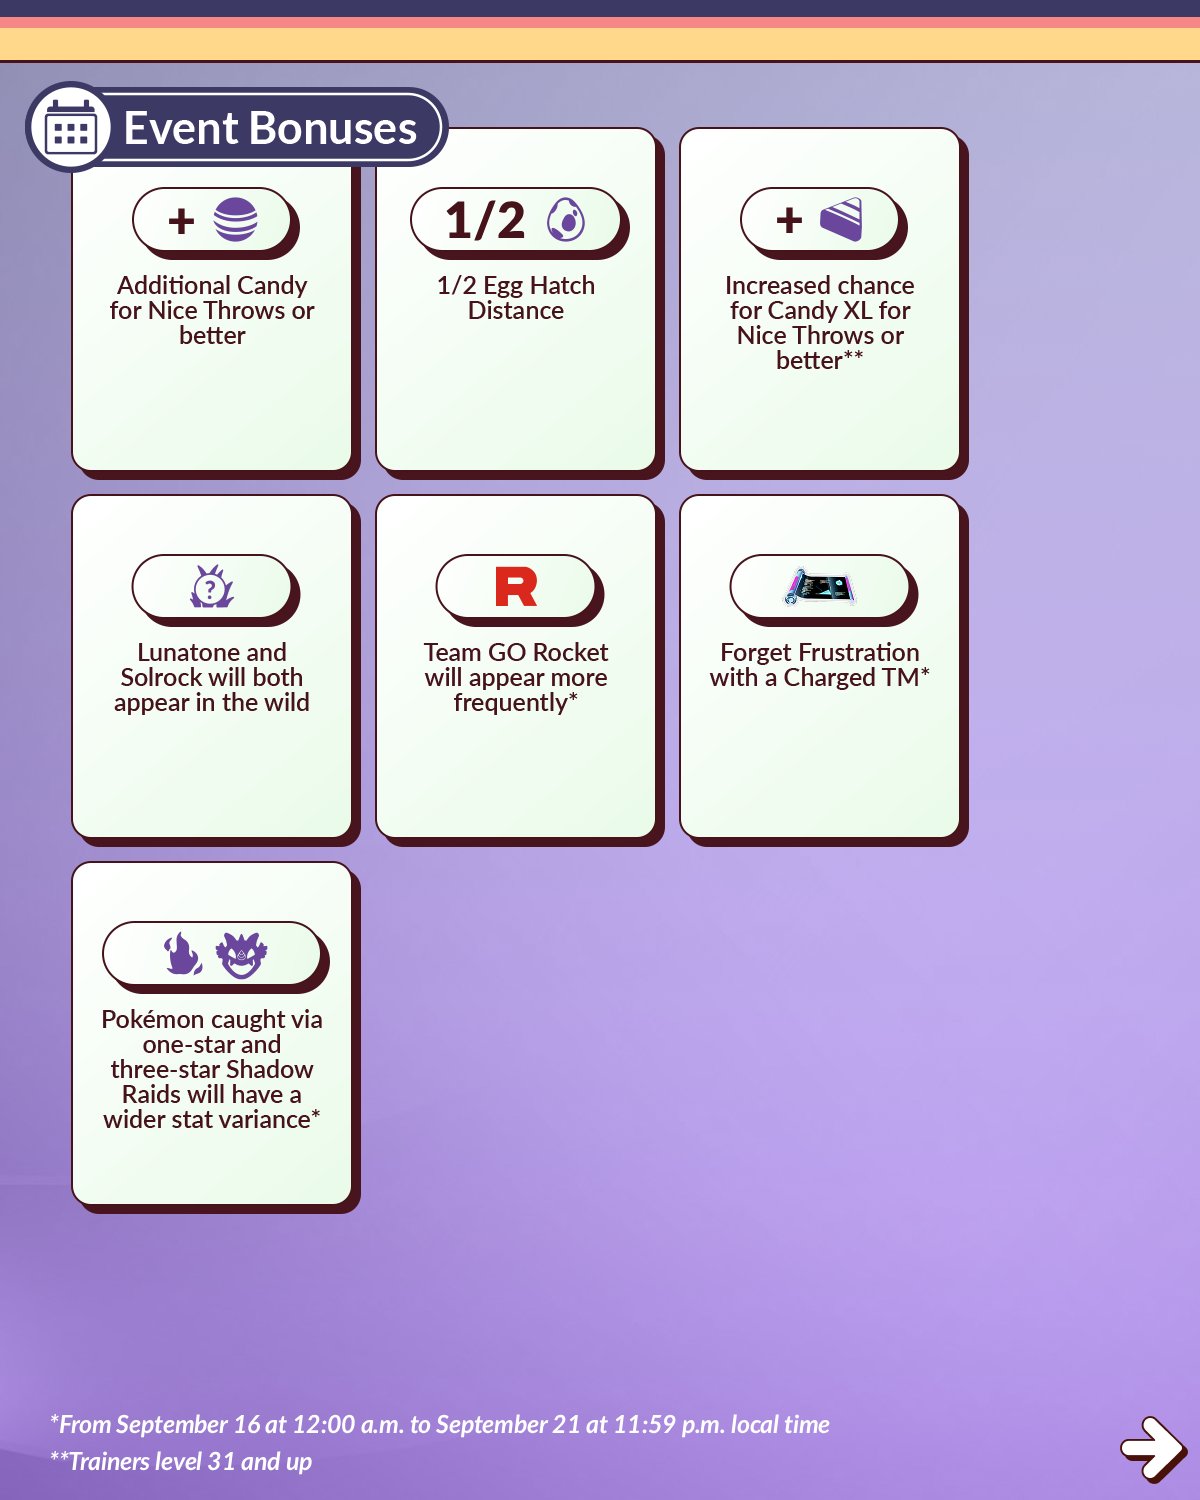 Event Bonuses
+
Additional Candy
for Nice Throws or
better
1/2
1/2 Egg Hatch
Distance
+
Increased chance
for Candy XL for
Nice Throws or
better**
?
Lunatone and
Solrock will both
appear in the wild
R
Team GO Rocket
will appear more
frequently*
Forget Frustration
with a Charged TM*
Pokémon caught via
one-star and
three-star Shadow
Raids will have a
wider stat variance*
*From September 16 at 12:00 a.m. to September 21 at 11:59 p.m. local time
**Trainers level 31 and up